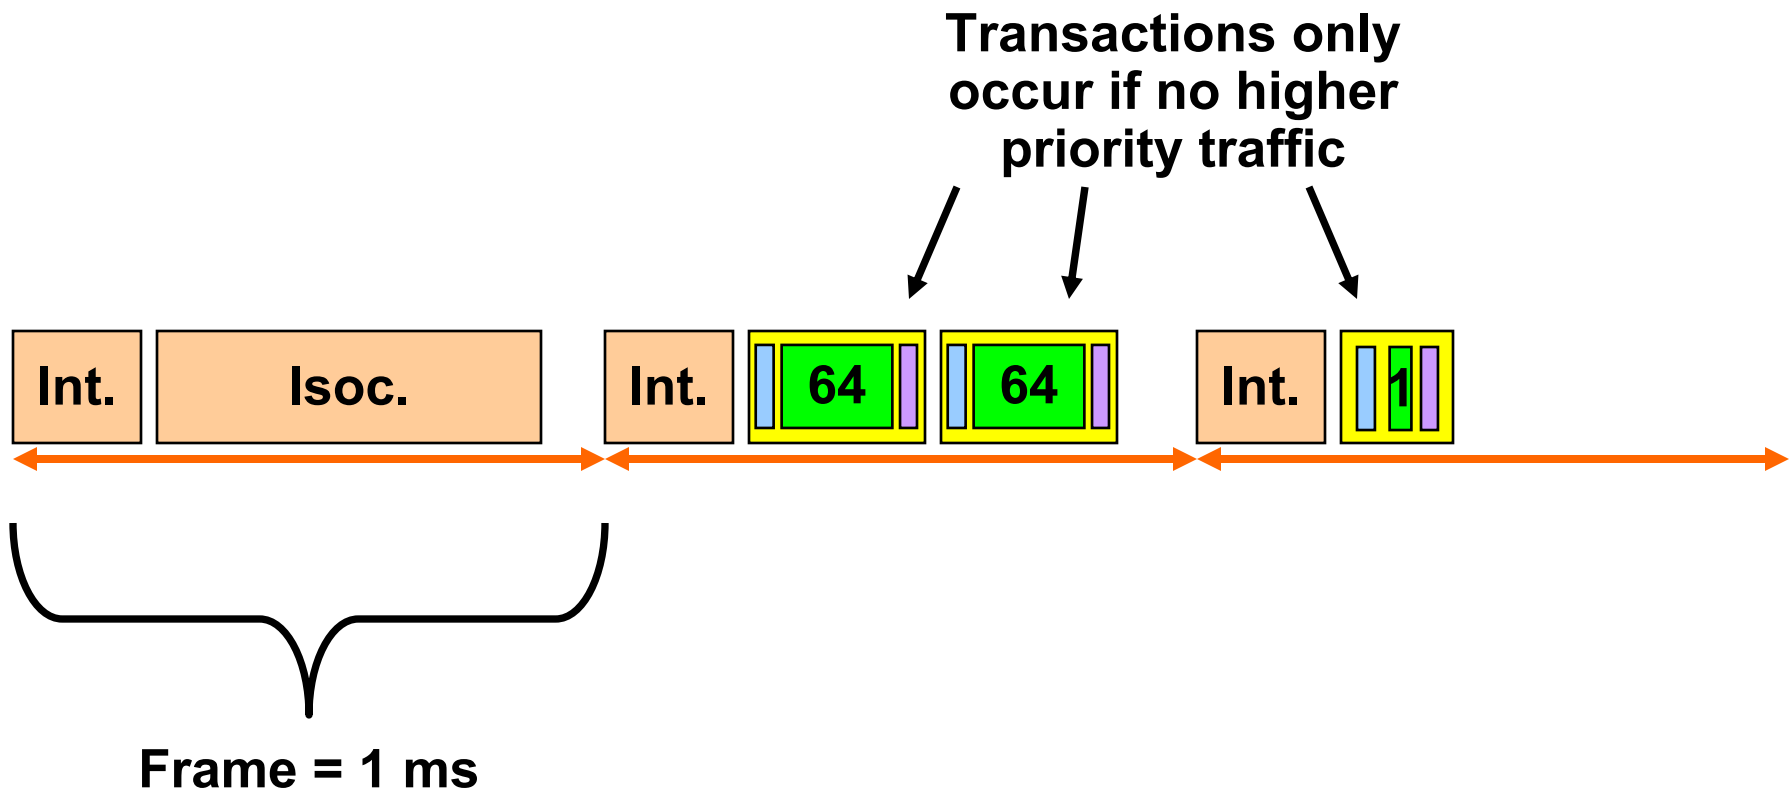 Transactions only
occur if no higher
priority traffic
Int.
Isoc.
Int.
64
64
Int.
1
Frame = 1 ms